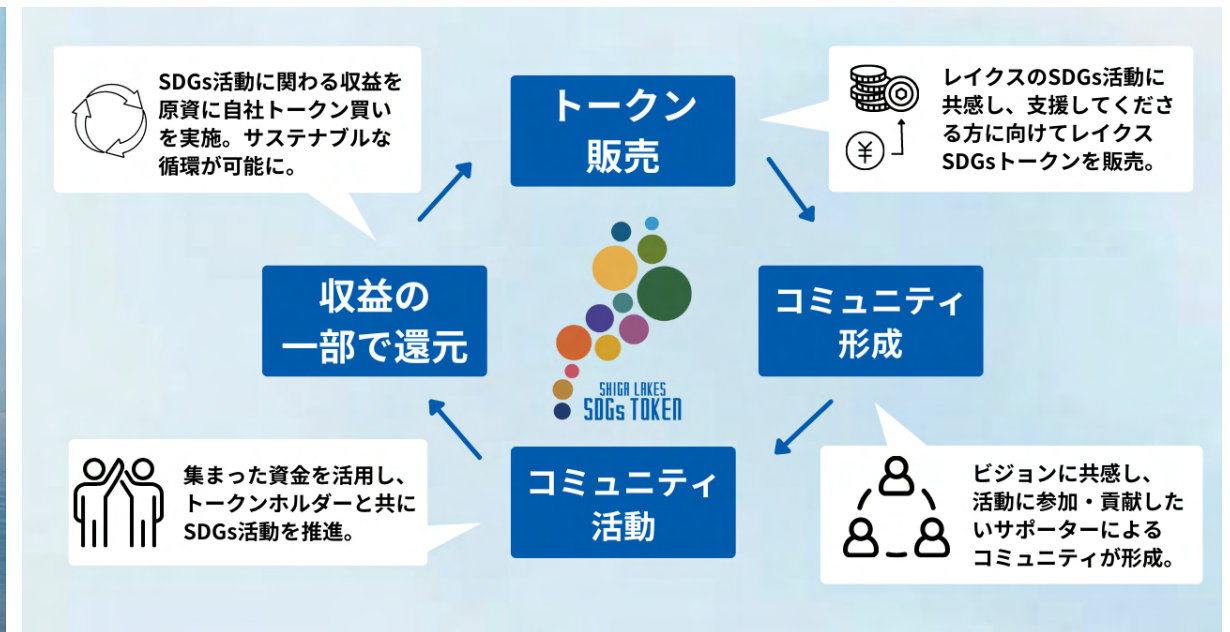 SDGs活動に関わる収益を
原資に自社トークン買い
を実施。サステナブルな
循環が可能に。
トークン
販売
レイクスのSDGs活動に
共感し、支援してくださ
る方に向けてレイクス
SDGsトークンを販売。
¥
収益の
一部で還元
SHIGA LAKES
SDGs TOKEN
コミュニティ
形成
集まった資金を活用し、
トークンホルダーと共に
SDGs活動を推進。
コミュニティ
活動
ビジョンに共感し、
活動に参加・貢献した
いサポーターによる
コミュニティが形成。